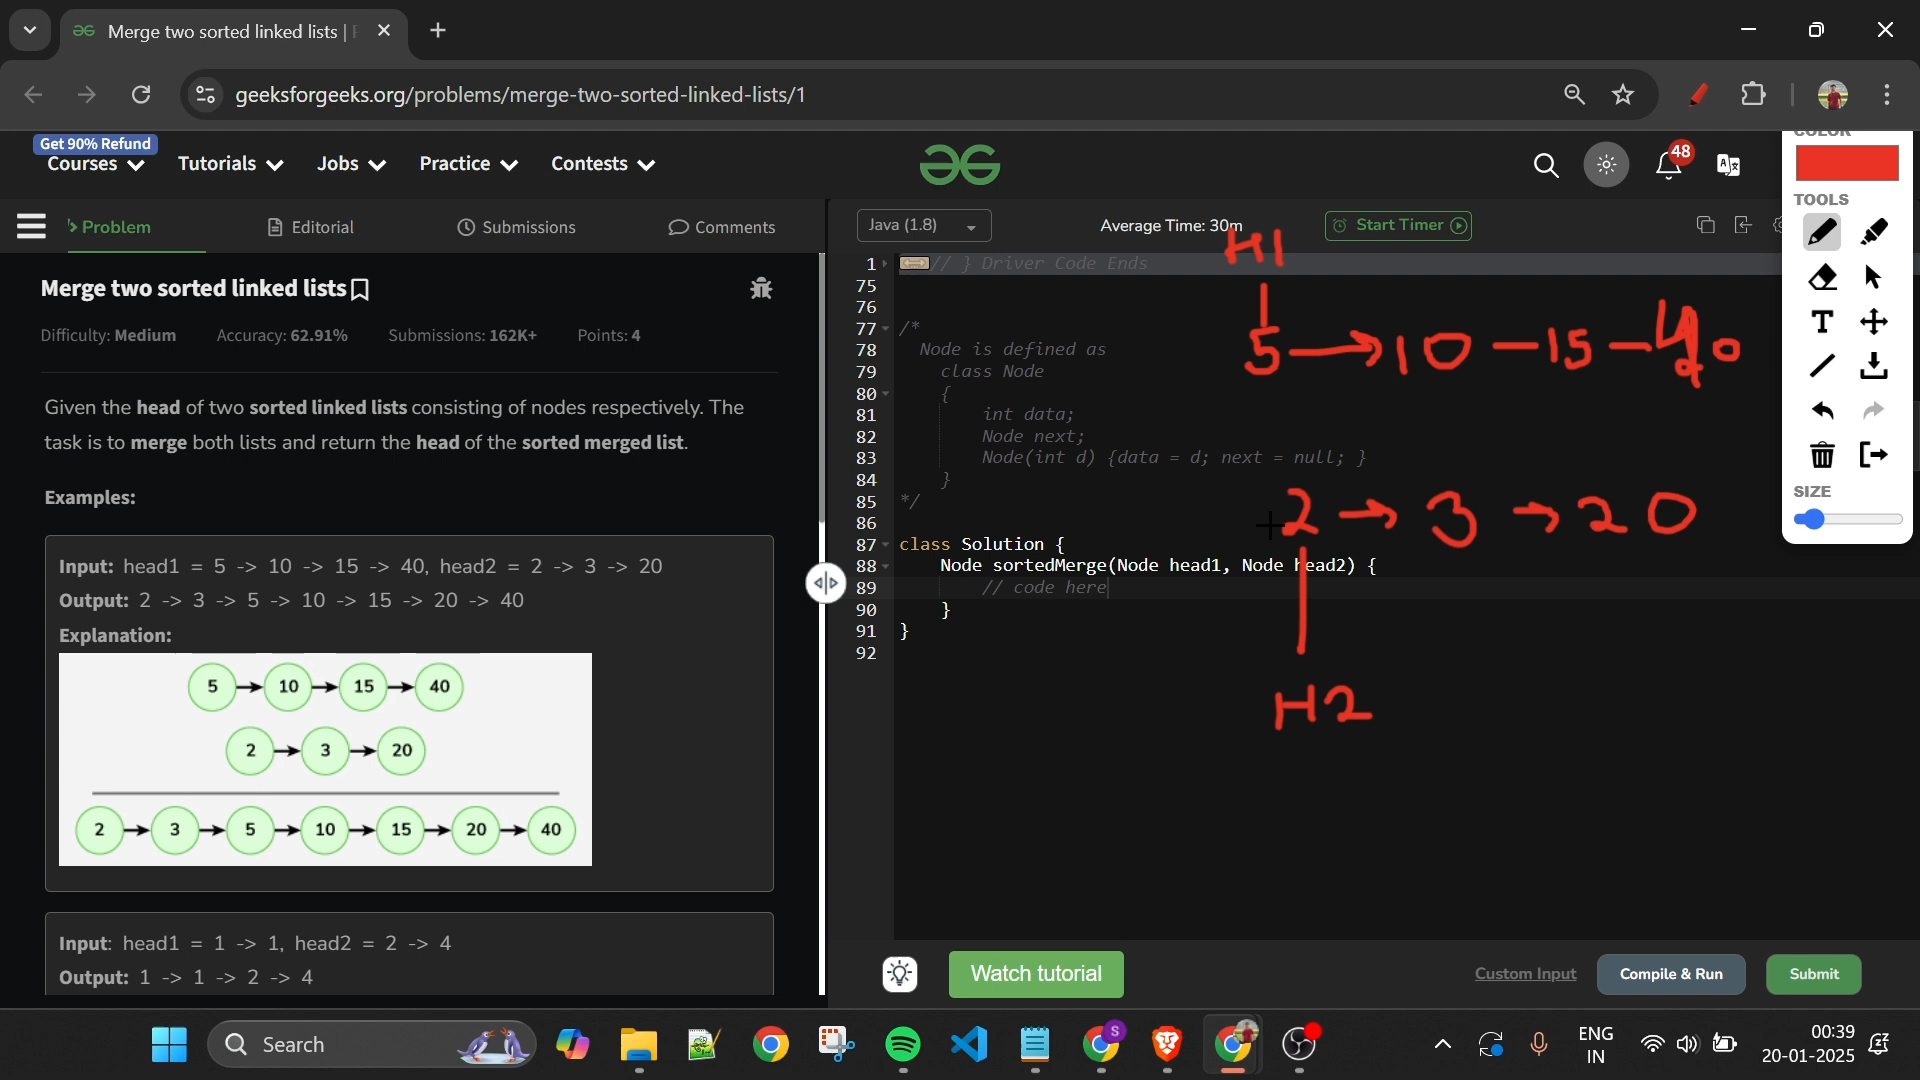 Merge two sorted linked lists |
geeksforgeeks.org/problems/merge-two-sorted-linked-lists/1
Get 90% Refund
Courses Tutorials Jobs Practice Contests
48
COLOR
TOOLS
T
SIZE
Problem Editorial Submissions Comments
Java (1.8) Average Time: 30m Start Timer
Merge two sorted linked lists
Difficulty: Medium Accuracy: 62.91% Submissions: 162K+ Points: 4
Given the head of two sorted linked lists consisting of nodes respectively. The
task is to merge both lists and return the head of the sorted merged list.
Examples:
Input: head1 = 5 -> 10 -> 15 -> 40, head2 = 2 -> 3 -> 20
Output: 2 -> 3 -> 5 -> 10 -> 15 -> 20 -> 40
Explanation:
5 10 15 40
2 3 20
2 3 5 10 15 20 40
Input: head1 = 1 -> 1, head2 = 2 -> 4
Output: 1 -> 1 -> 2 -> 4
1 // } Driver Code Ends
75
76
77 /*
78 Node is defined as
79 class Node
80 {
81 int data;
82 Node next;
83 Node(int d) {data = d; next = null; }
84 }
85 */
86
87 class Solution {
88 Node sortedMerge(Node head1, Node head2) {
89 // code here
90 }
91 }
92
H1
5 → 10 – 15 – 40
2 → 3 → 20
H2
Watch tutorial Custom Input Compile & Run Submit
Search
S
ENG
IN
00:39
20-01-2025